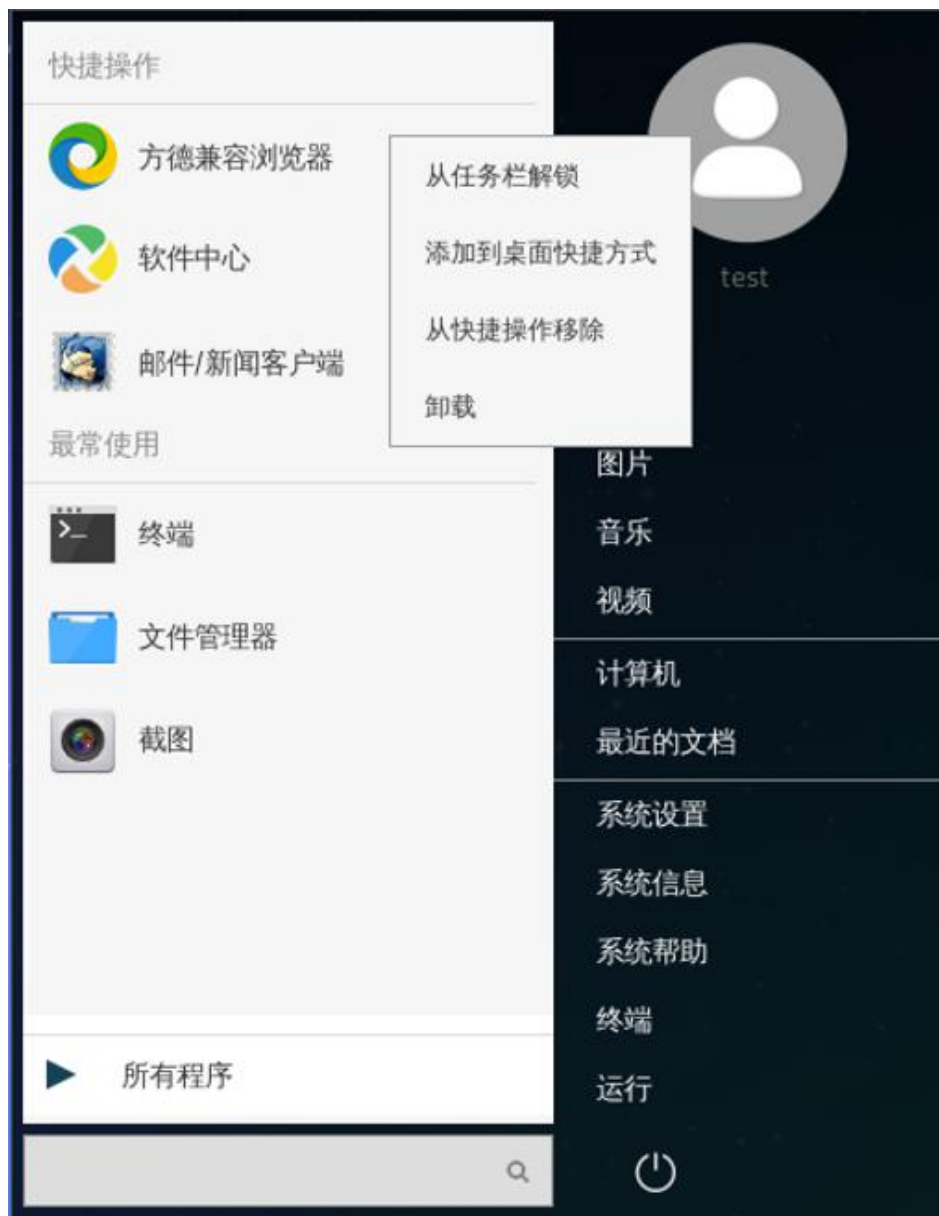 快捷操作
方德兼容浏览器
软件中心
邮件/新闻客户端
最常使用
终端
文件管理器
截图
所有程序
从任务栏解锁
添加到桌面快捷方式
从快捷操作移除
卸载
test
图片
音乐
视频
计算机
最近的文档
系统设置
系统信息
系统帮助
终端
运行